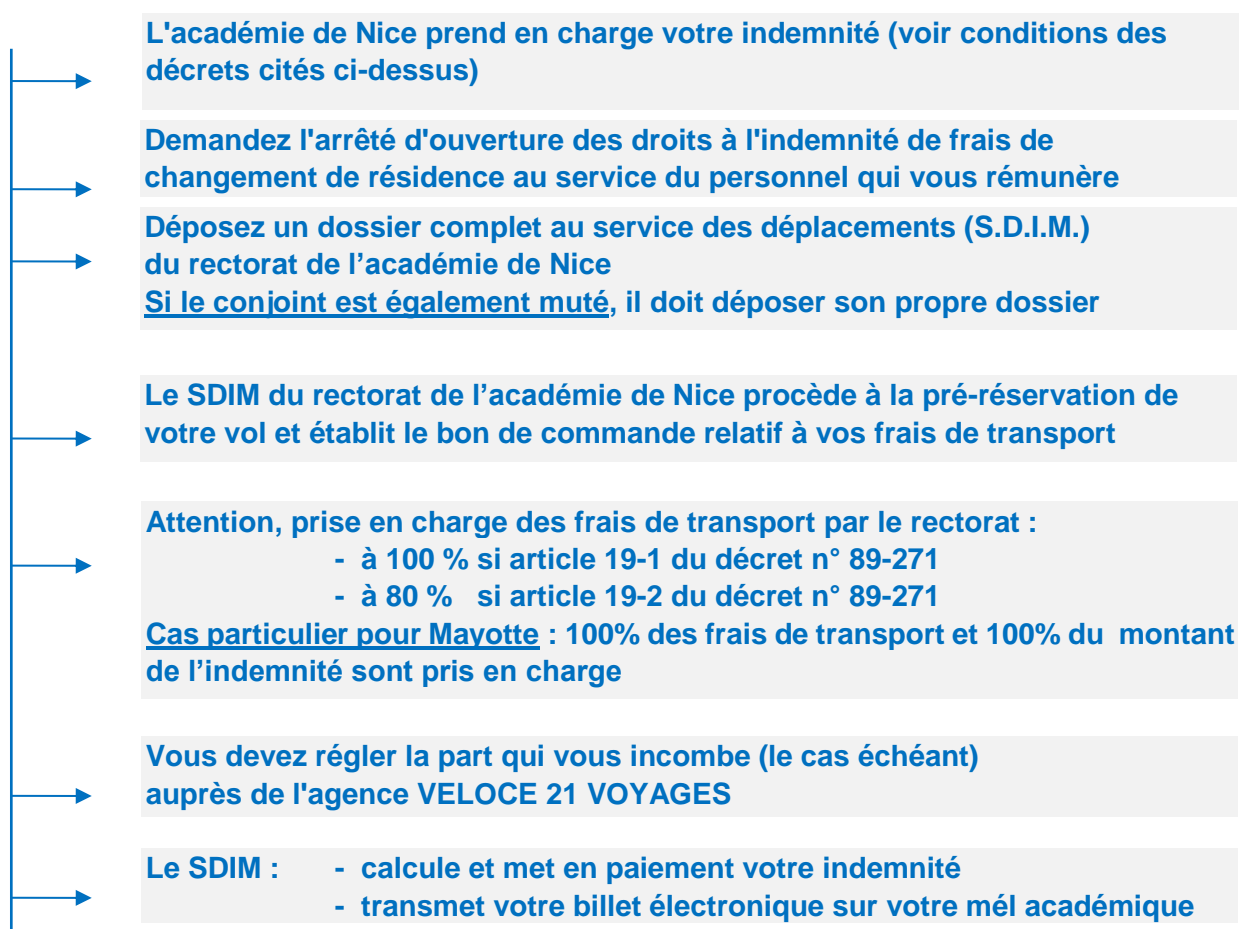 L'académie de Nice prend en charge votre indemnité (voir conditions des
décrets cités ci-dessus)
Demandez l'arrêté d'ouverture des droits à l'indemnité de frais de
changement de résidence au service du personnel qui vous rémunère
Déposez un dossier complet au service des déplacements (S.D.I.M.)
du rectorat de l’académie de Nice
Si le conjoint est également muté, il doit déposer son propre dossier
Le SDIM du rectorat de l’académie de Nice procède à la pré-réservation de
votre vol et établit le bon de commande relatif à vos frais de transport
Attention, prise en charge des frais de transport par le rectorat :
- à 100 % si article 19-1 du décret n° 89-271
- à 80 % si article 19-2 du décret n° 89-271
Cas particulier pour Mayotte : 100% des frais de transport et 100% du montant
de l’indemnité sont pris en charge
Vous devez régler la part qui vous incombe (le cas échéant)
auprès de l'agence VELOCE 21 VOYAGES
Le SDIM : - calcule et met en paiement votre indemnité
- transmet votre billet électronique sur votre mél académique